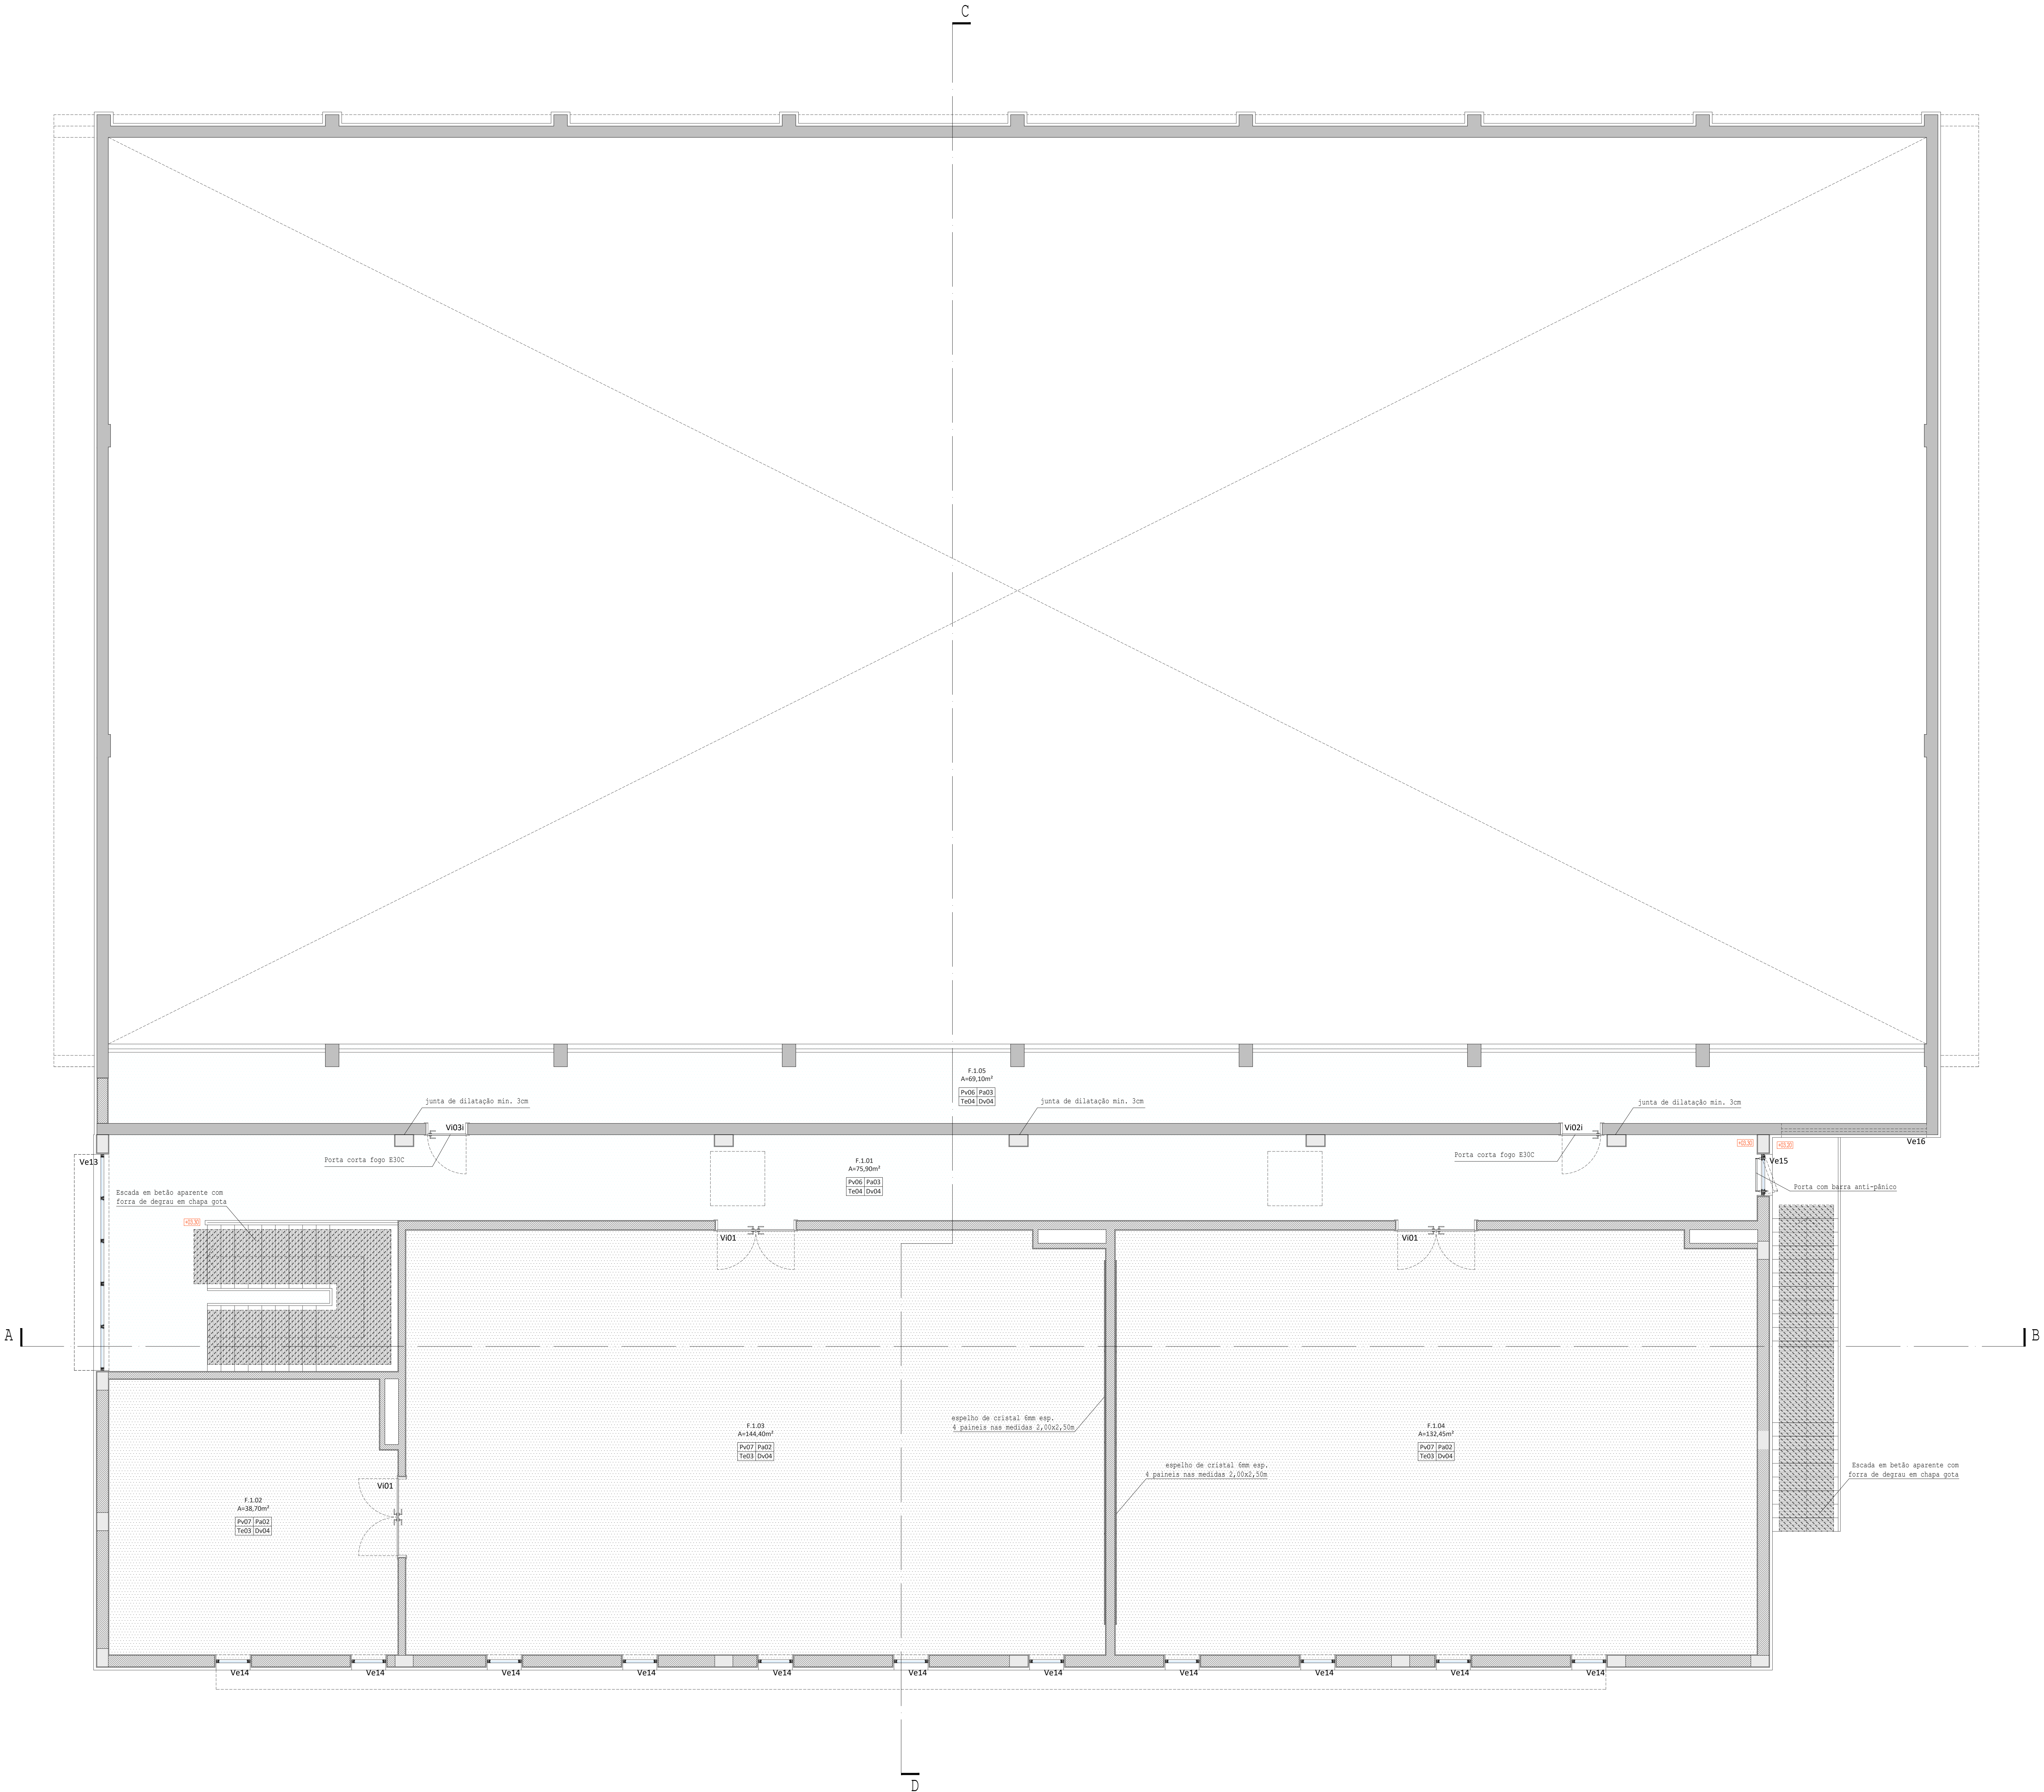 C
F.1.05
A=69,10m²
Pv06 Pa03
Te04 Dv04
junta de dilatação min. 3cm
junta de dilatação min. 3cm
junta de dilatação min. 3cm
Vi03i
Vi02i
Ve16
+03,30
+03,20
Ve13
Porta corta fogo E30C
F.1.01
A=75,90m²
Pv06 Pa03
Te04 Dv04
Porta corta fogo E30C
Ve15
Porta com barra anti-pânico
Escada em betão aparente com
forra de degrau em chapa gota
+03,30
Vi01
Vi01
A
B
espelho de cristal 6mm esp.
4 paineis nas medidas 2,00x2,50m
F.1.03
A=144,40m²
Pv07 Pa02
Te03 Dv04
F.1.04
A=132,45m²
Pv07 Pa02
Te03 Dv04
espelho de cristal 6mm esp.
4 paineis nas medidas 2,00x2,50m
Escada em betão aparente com
forra de degrau em chapa gota
Vi01
F.1.02
A=38,70m²
Pv07 Pa02
Te03 Dv04
Ve14 Ve14 Ve14 Ve14 Ve14 Ve14 Ve14 Ve14 Ve14 Ve14 Ve14
D